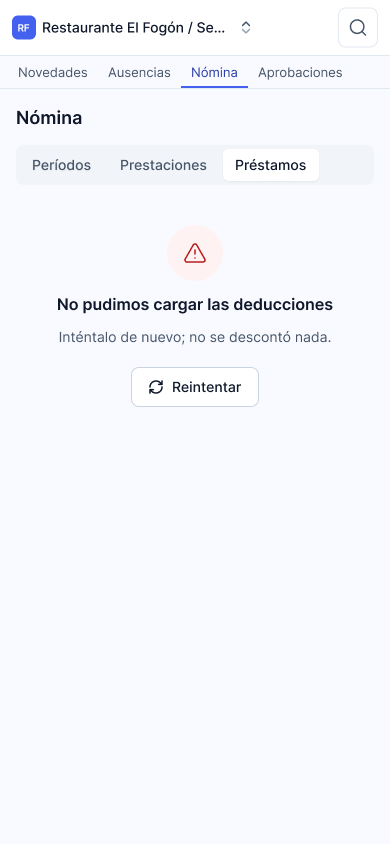 RF Restaurante El Fogón / Se...
Novedades Ausencias Nómina Aprobaciones
Nómina
Períodos Prestaciones Préstamos
No pudimos cargar las deducciones
Inténtalo de nuevo; no se descontó nada.
Reintentar